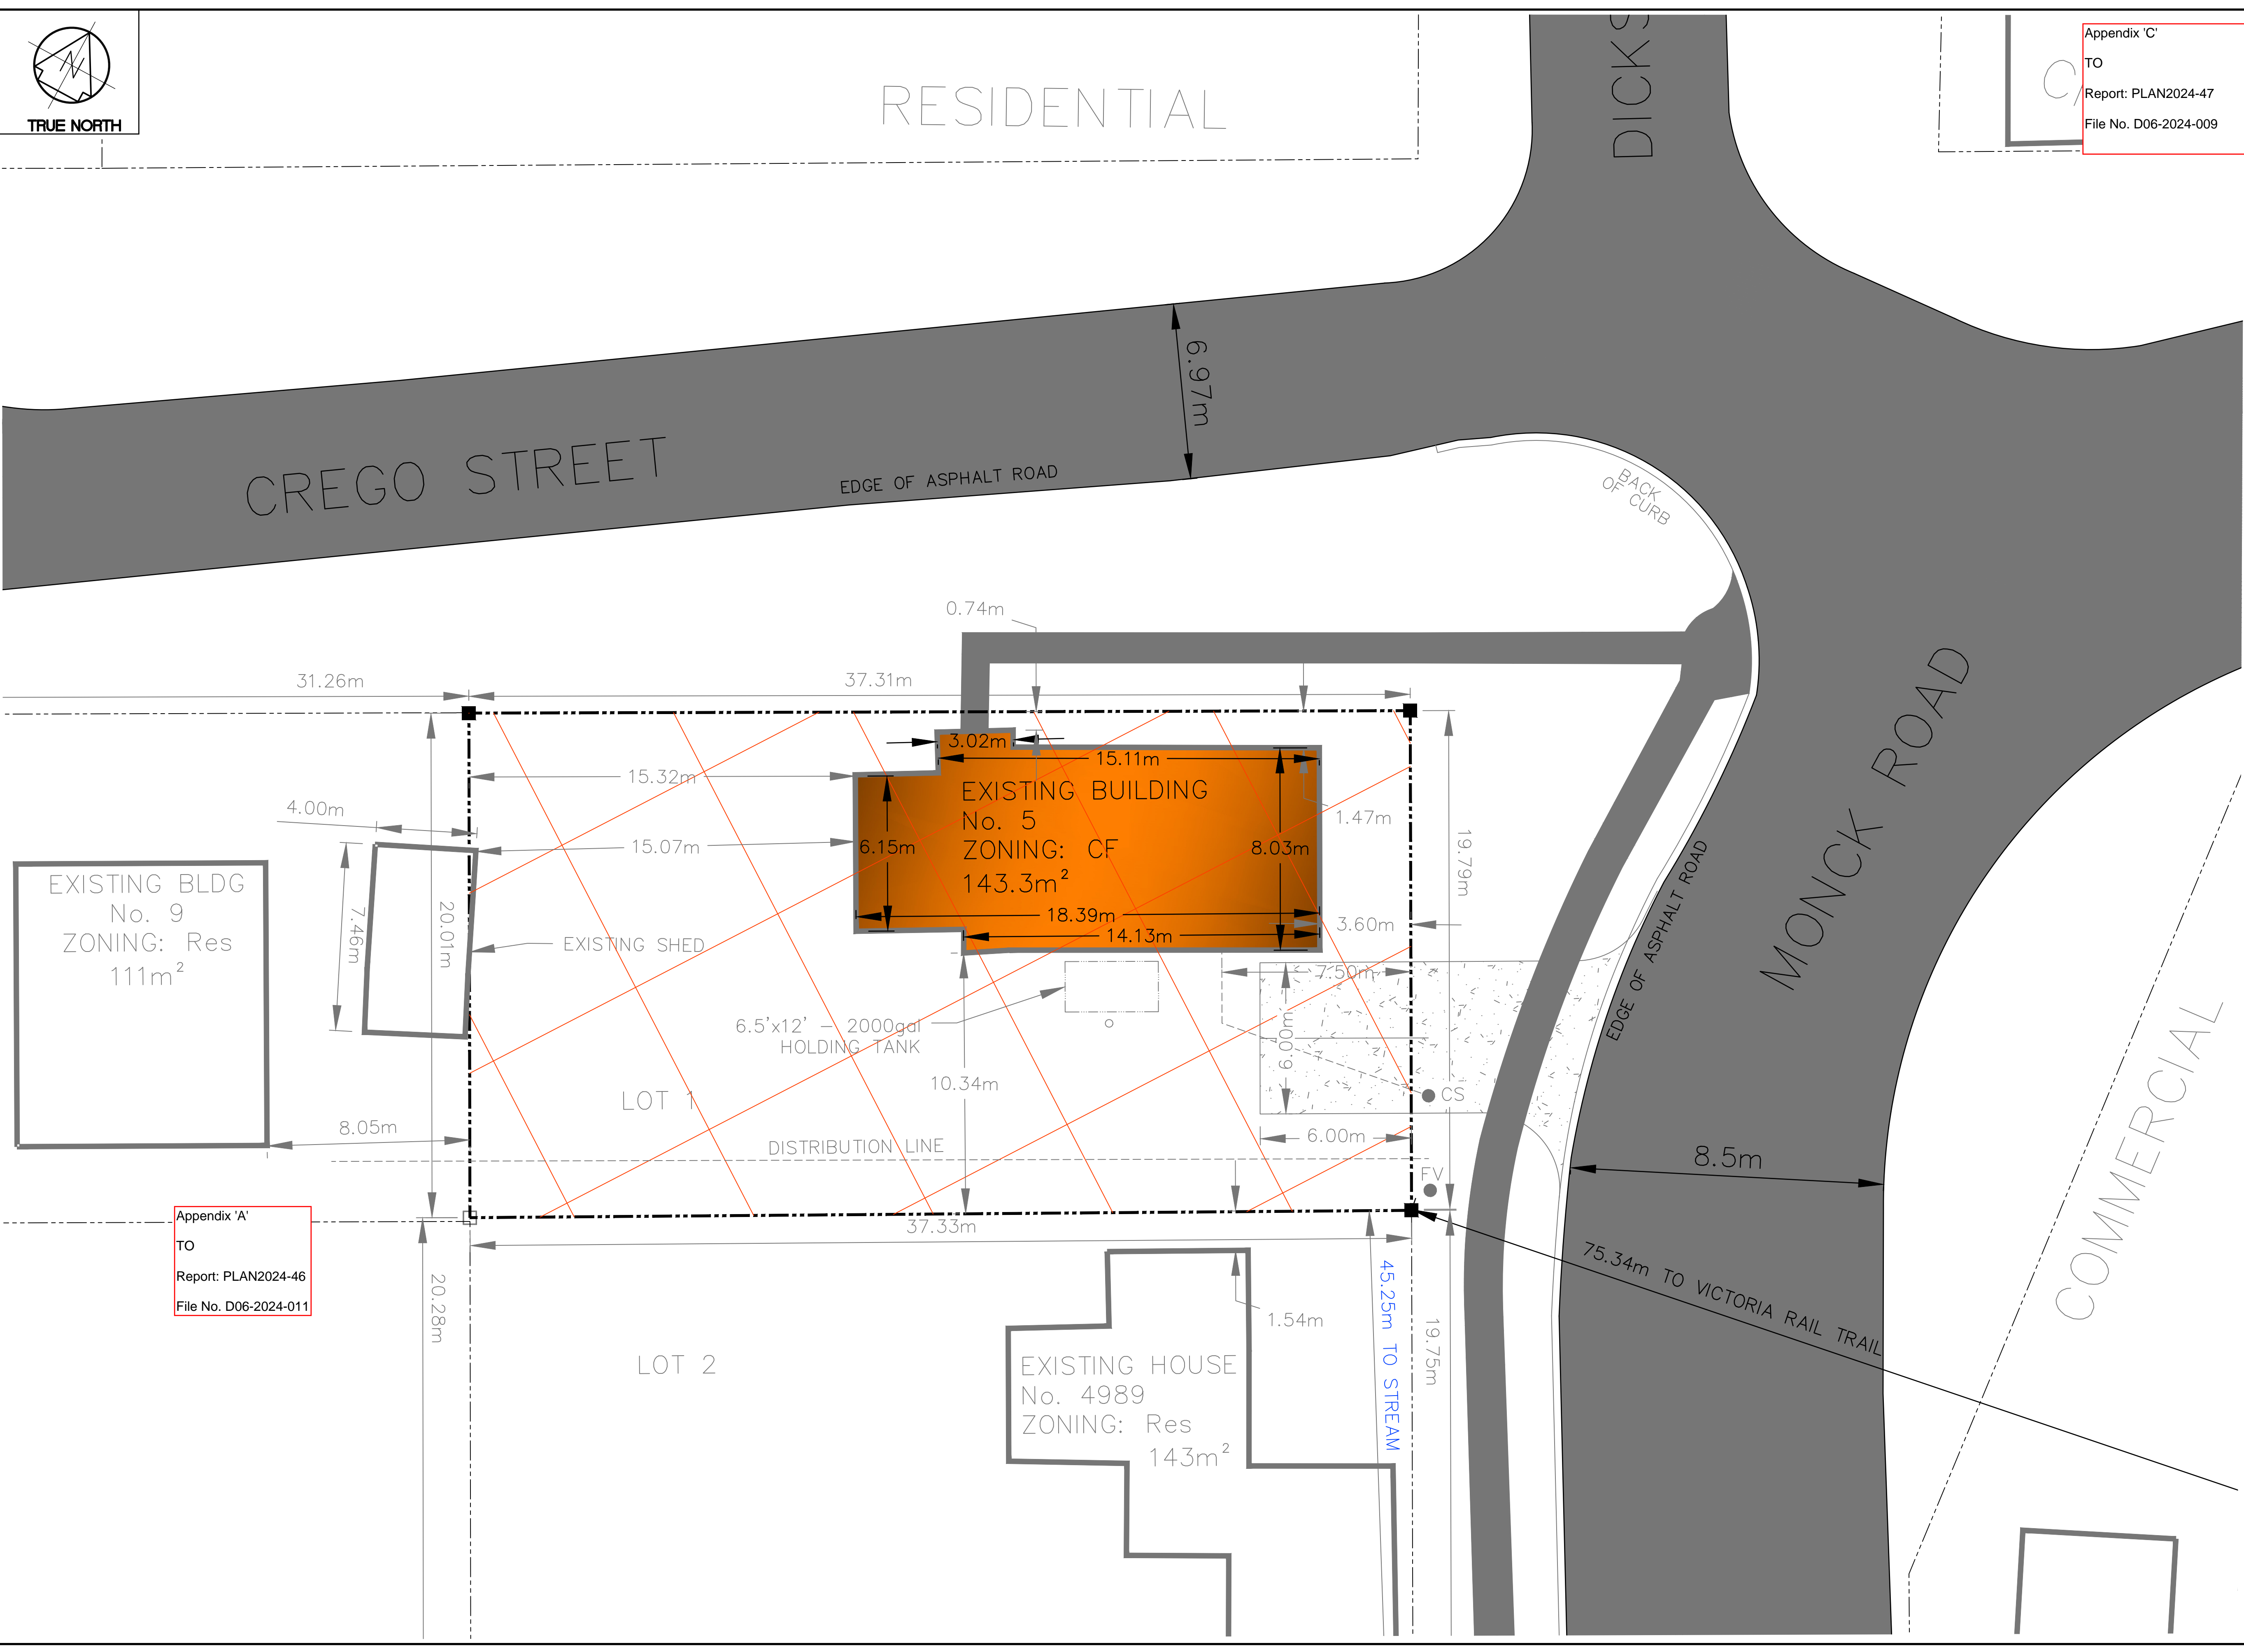 TRUE NORTH
RESIDENTIAL
Appendix 'C'
TO
Report: PLAN2024-47
File No. D06-2024-009
6.97m
CREGO STREET
EDGE OF ASPHALT ROAD
BACK
OF CURB
0.74m
31.26m
37.31m
3.02m
15.11m
15.32m
EXISTING BUILDING
No. 5
ZONING: CF
143.3m²
4.00m
15.07m
6.15m
8.03m
1.47m
19.79m
MONCK ROAD
EDGE OF ASPHALT ROAD
EXISTING BLDG
No. 9
ZONING: Res
111m²
7.46m
20.01m
EXISTING SHED
18.39m
14.13m
3.60m
7.50m
6.5'x12' – 2000gal
HOLDING TANK
6.00m
10.34m
LOT 1
CS
8.05m
DISTRIBUTION LINE
6.00m
FV
8.5m
COMMERCIAL
37.33m
Appendix 'A'
TO
Report: PLAN2024-46
File No. D06-2024-011
20.28m
1.54m
45.25m TO STREAM
19.75m
75.34m TO VICTORIA RAIL TRAIL
LOT 2
EXISTING HOUSE
No. 4989
ZONING: Res
143m²